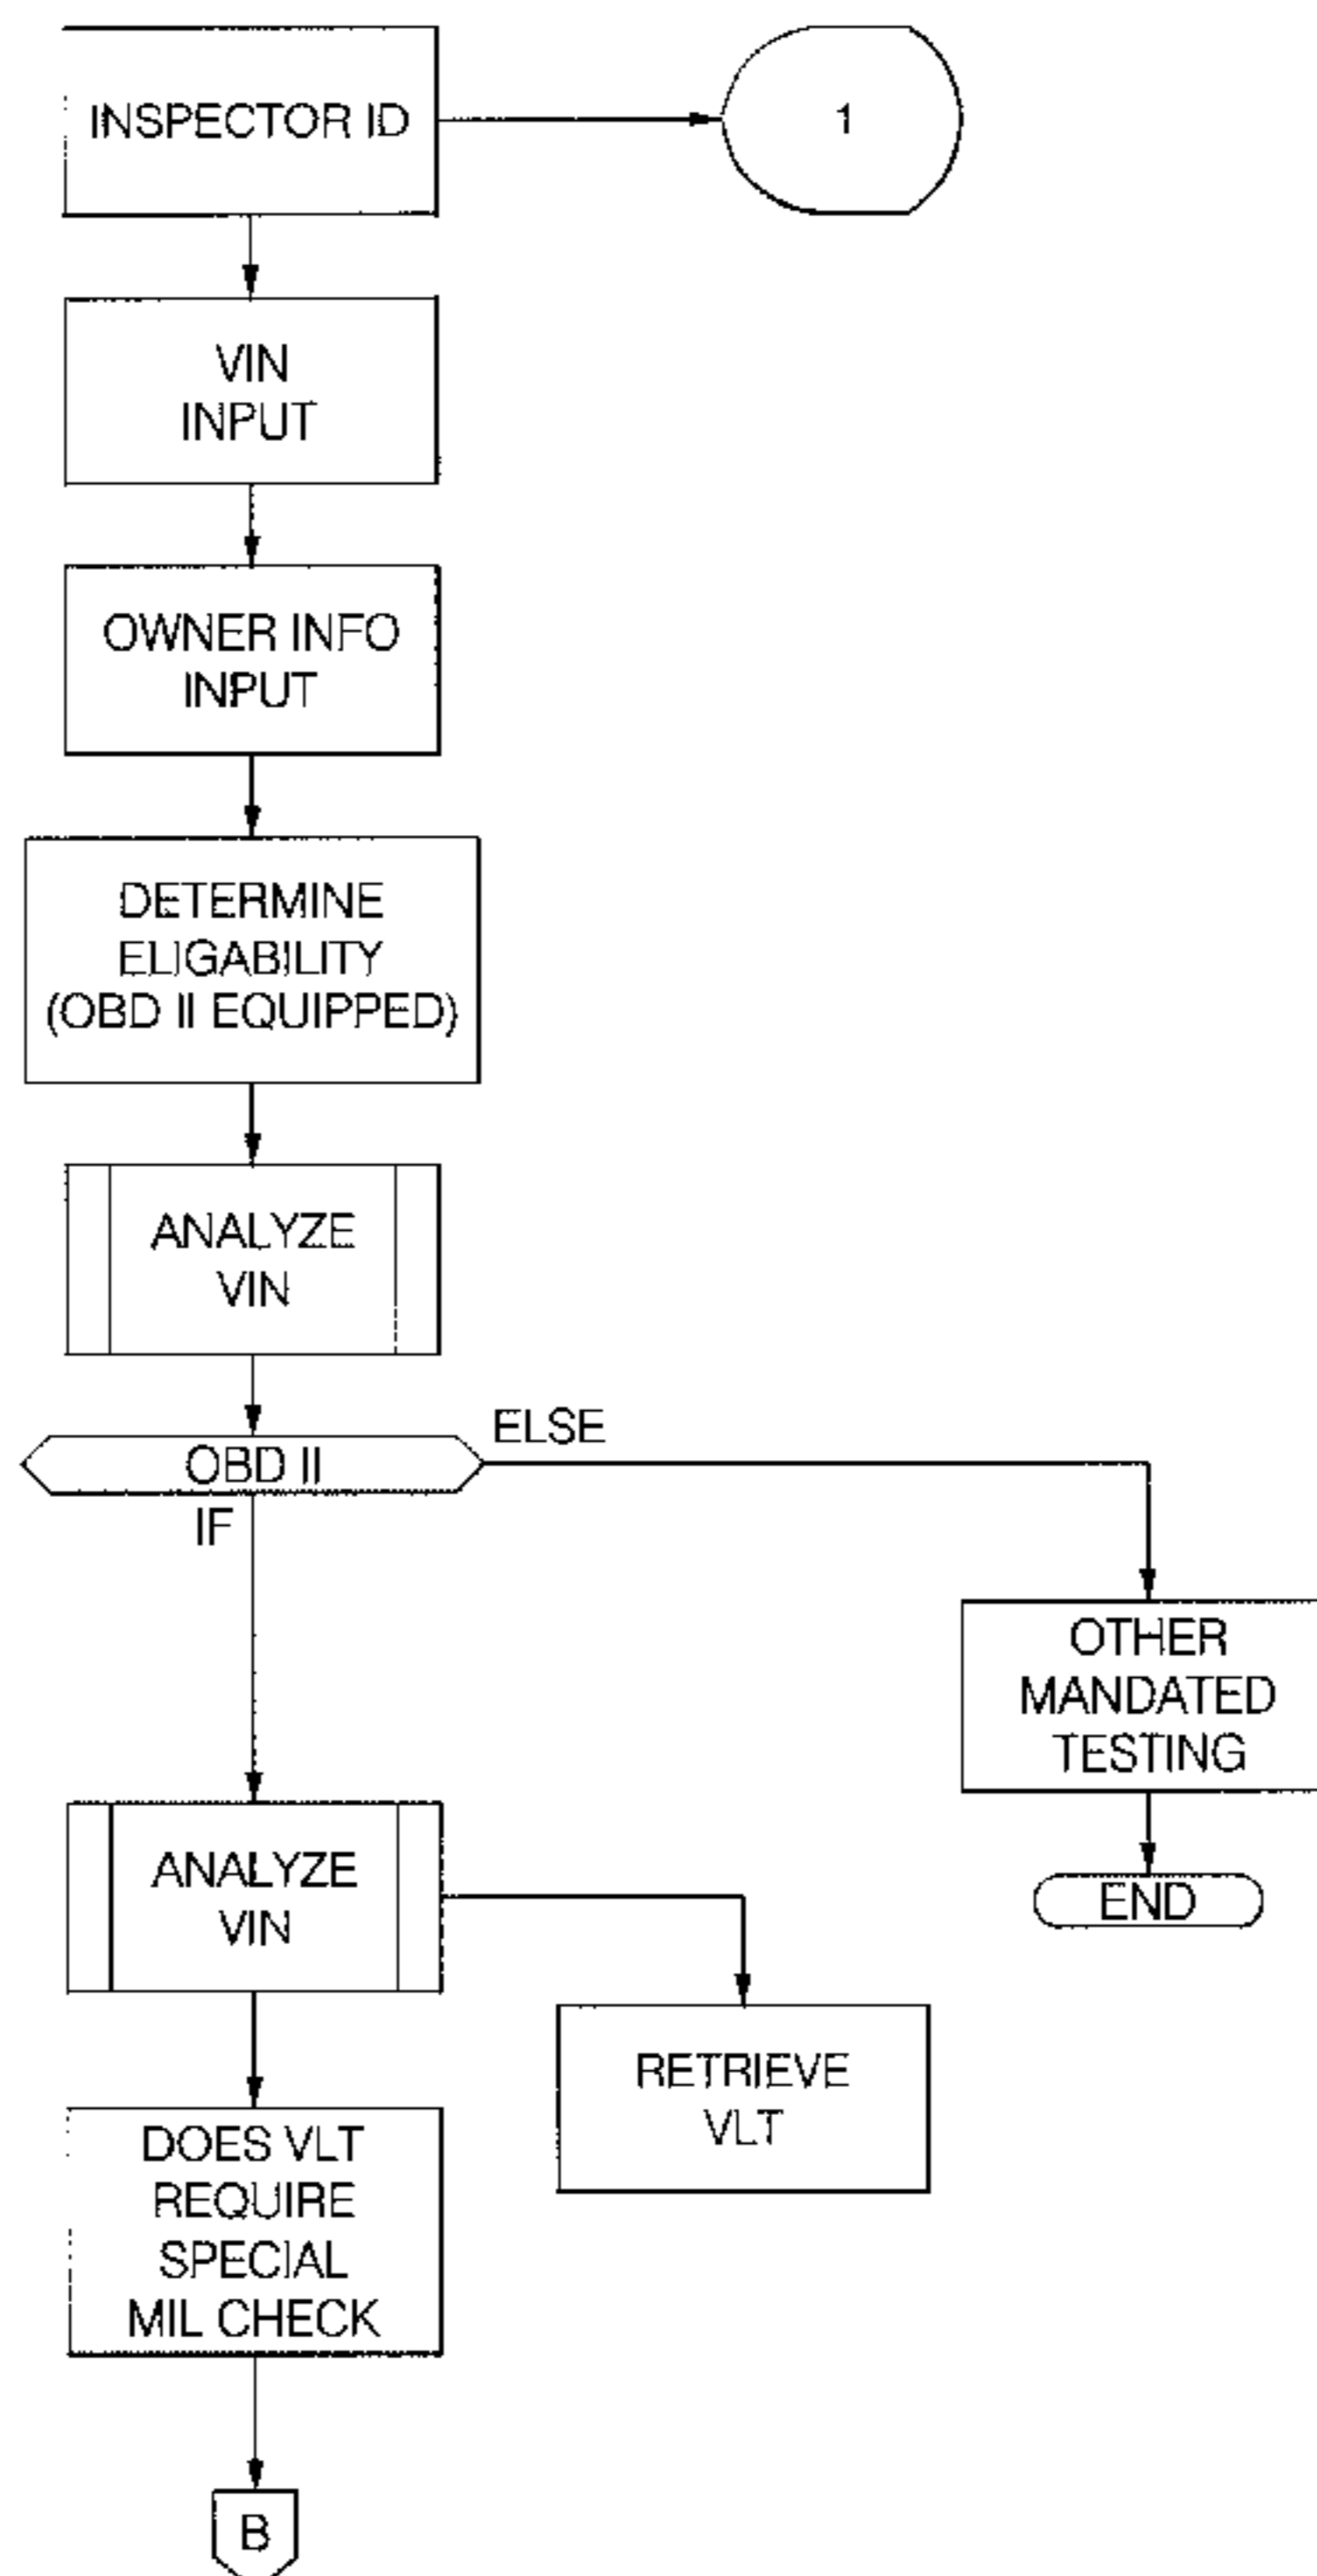 INSPECTOR ID
1
VIN
INPUT
OWNER INFO
INPUT
DETERMINE
ELIGABILITY
(OBD II EQUIPPED)
ANALYZE
VIN
OBD II
ELSE
IF
OTHER
MANDATED
TESTING
END
ANALYZE
VIN
RETRIEVE
VLT
DOES VLT
REQUIRE
SPECIAL
MIL CHECK
B